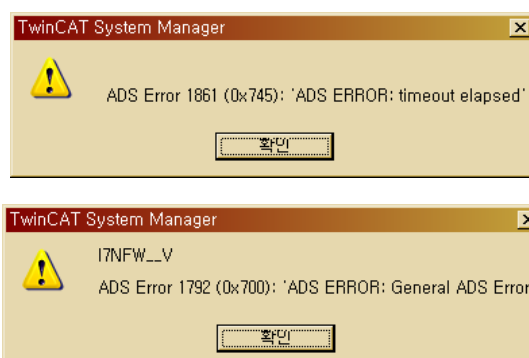 TwinCAT System Manager
ADS Error 1861 (0x745): 'ADS ERROR: timeout elapsed'
확인
TwinCAT System Manager
I7NFW__V
ADS Error 1792 (0x700): 'ADS ERROR: General ADS Error
확인